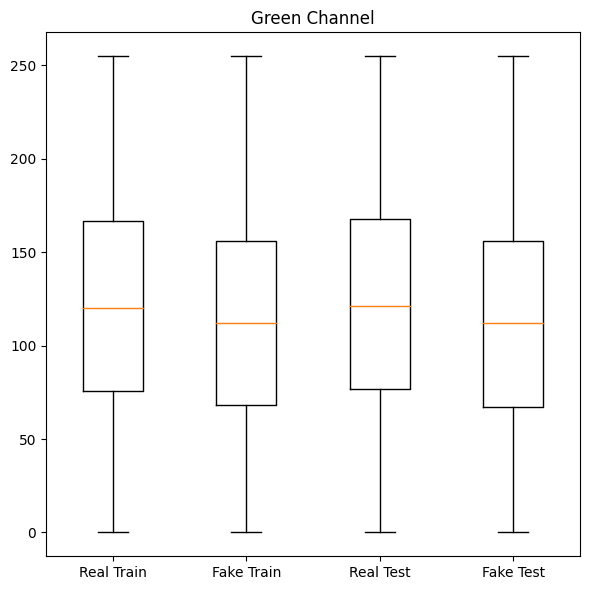 Green Channel
250
200
150
100
50
0
Real Train
Fake Train
Real Test
Fake Test